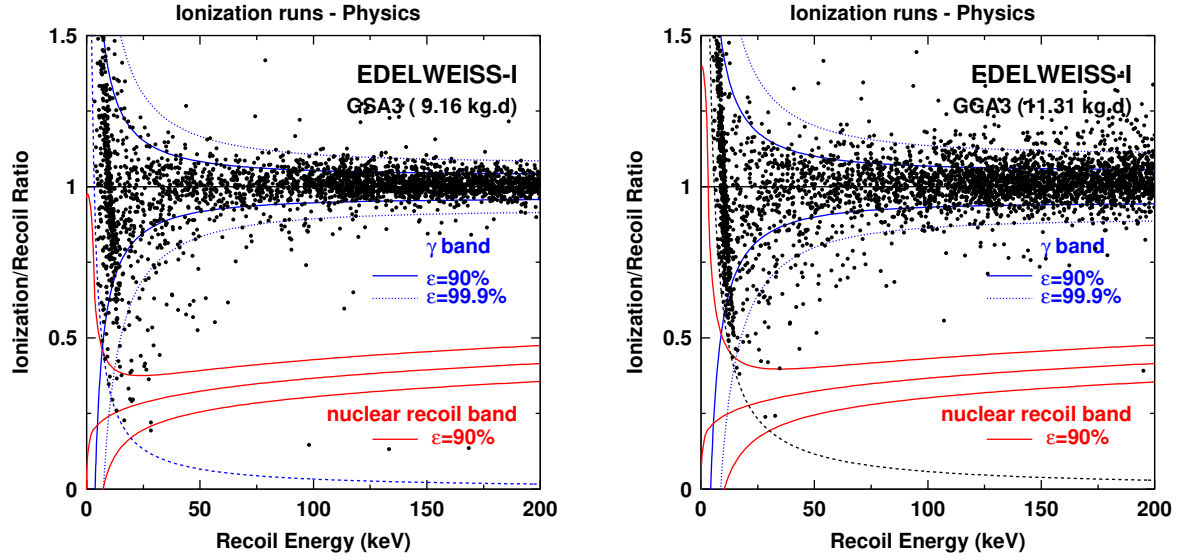 Ionization runs - Physics
1.5
1
0.5
0
0
50
100
150
200
Ionization/Recoil Ratio
Recoil Energy (keV)
EDELWEISS-I
GSA3 ( 9.16 kg.d)
γ band
ε=90%
ε=99.9%
nuclear recoil band
ε=90%
Ionization runs - Physics
1.5
1
0.5
0
0
50
100
150
200
Ionization/Recoil Ratio
Recoil Energy (keV)
EDELWEISS-I
GGA3 (11.31 kg.d)
γ band
ε=90%
ε=99.9%
nuclear recoil band
ε=90%